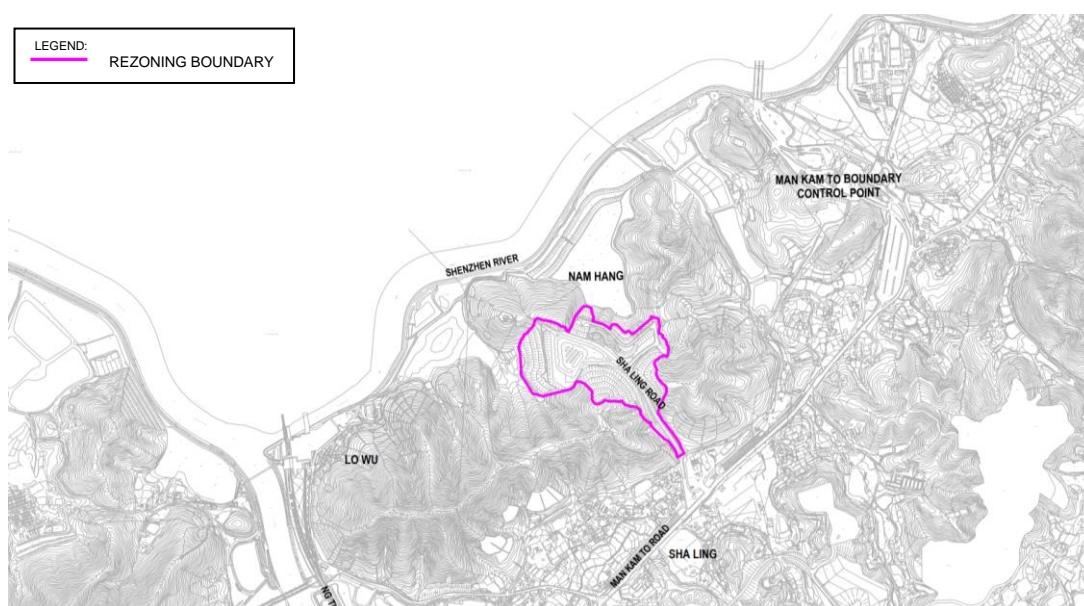 LEGEND:
REZONING BOUNDARY
MAN KAM TO BOUNDARY
CONTROL POINT
SHENZHEN RIVER
NAM HANG
SHA LING ROAD
LO WU
MAN KAM TO ROAD
SHA LING